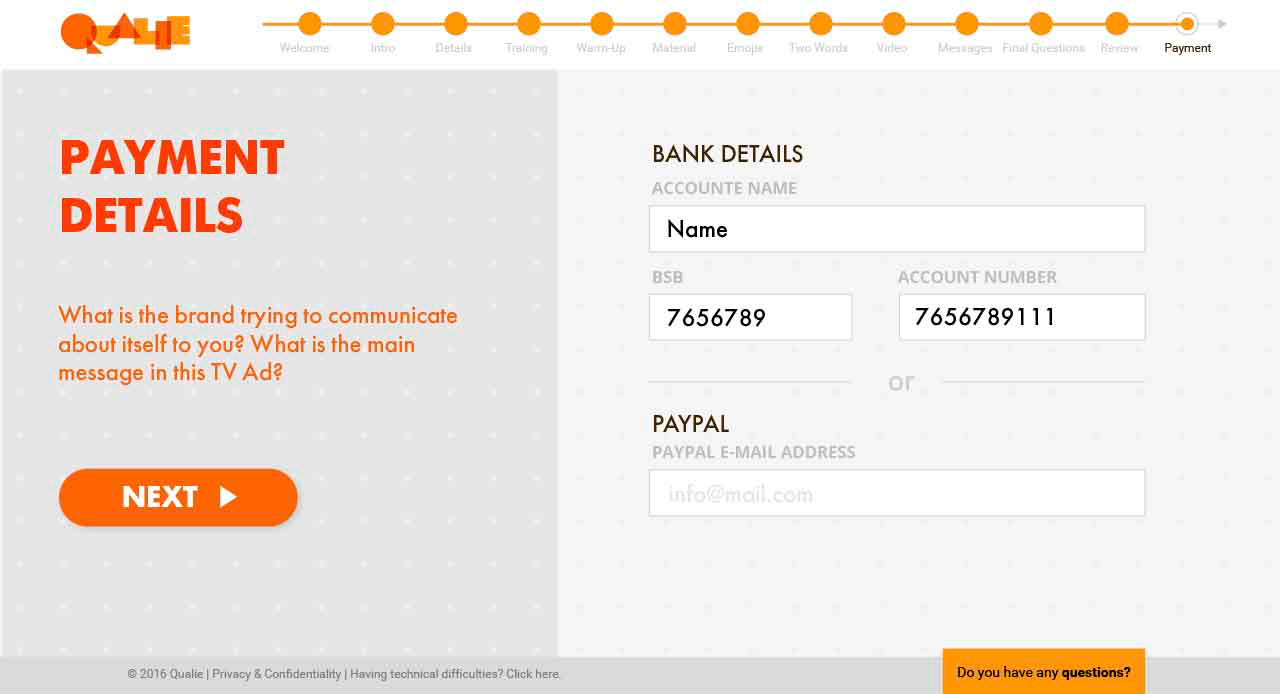 QUALIE
Welcome Intro Details Training Warm-Up Material Emojis Two Words Video Messages Final Questions Review Payment
PAYMENT
DETAILS
What is the brand trying to communicate
about itself to you? What is the main
message in this TV Ad?
NEXT
BANK DETAILS
ACCOUNTE NAME
Name
BSB ACCOUNT NUMBER
7656789 7656789111
or
PAYPAL
PAYPAL E-MAIL ADDRESS
info@mail.com
© 2016 Qualie | Privacy & Confidentiality | Having technical difficulties? Click here.
Do you have any questions?